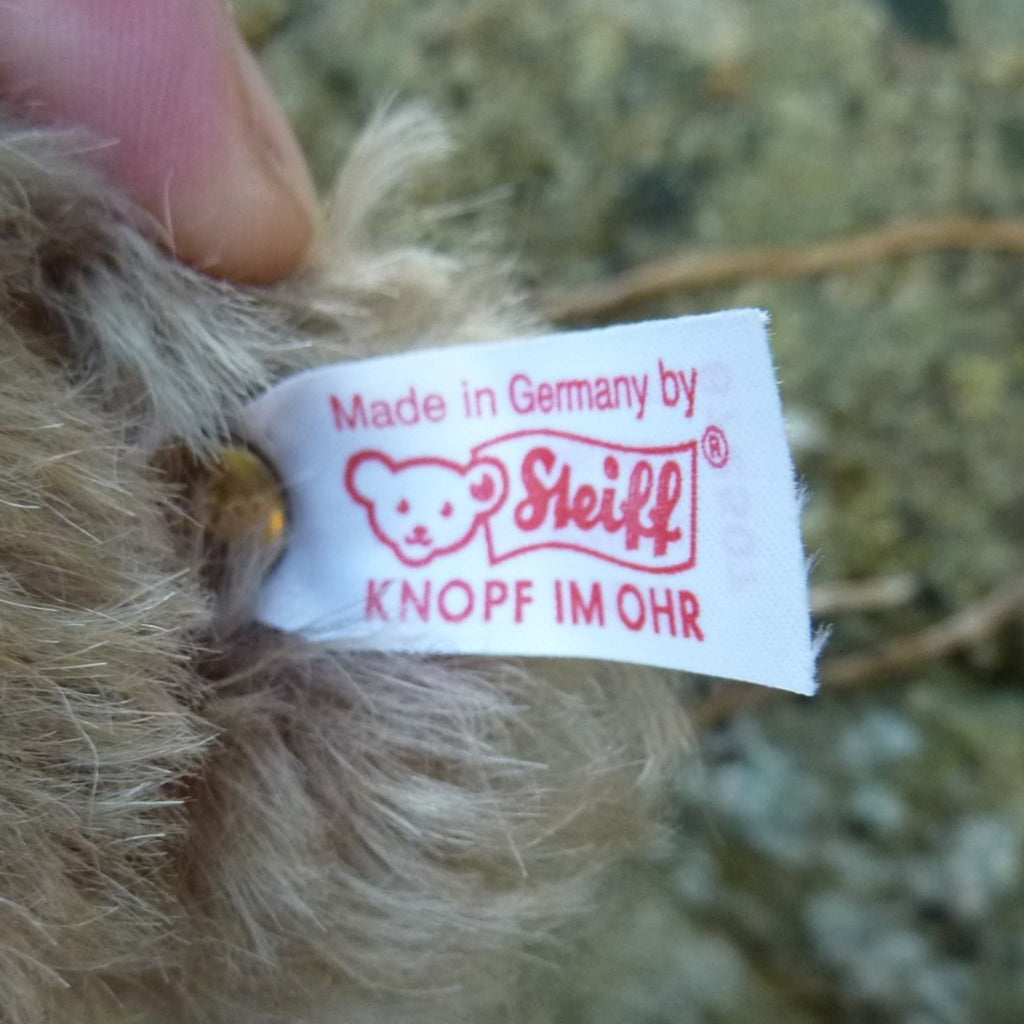 Made in Germany by
Steiff®
KNOPF IM OHR